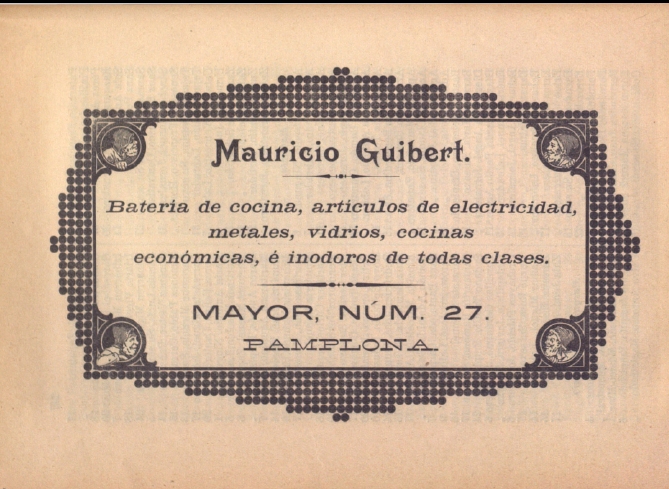 Mauricio Guibert.
Bateria de cocina, artículos de electricidad,
metales, vidrios, cocinas
económicas, é inodoros de todas clases.
MAYOR, NÚM. 27.
PAMPLONA.